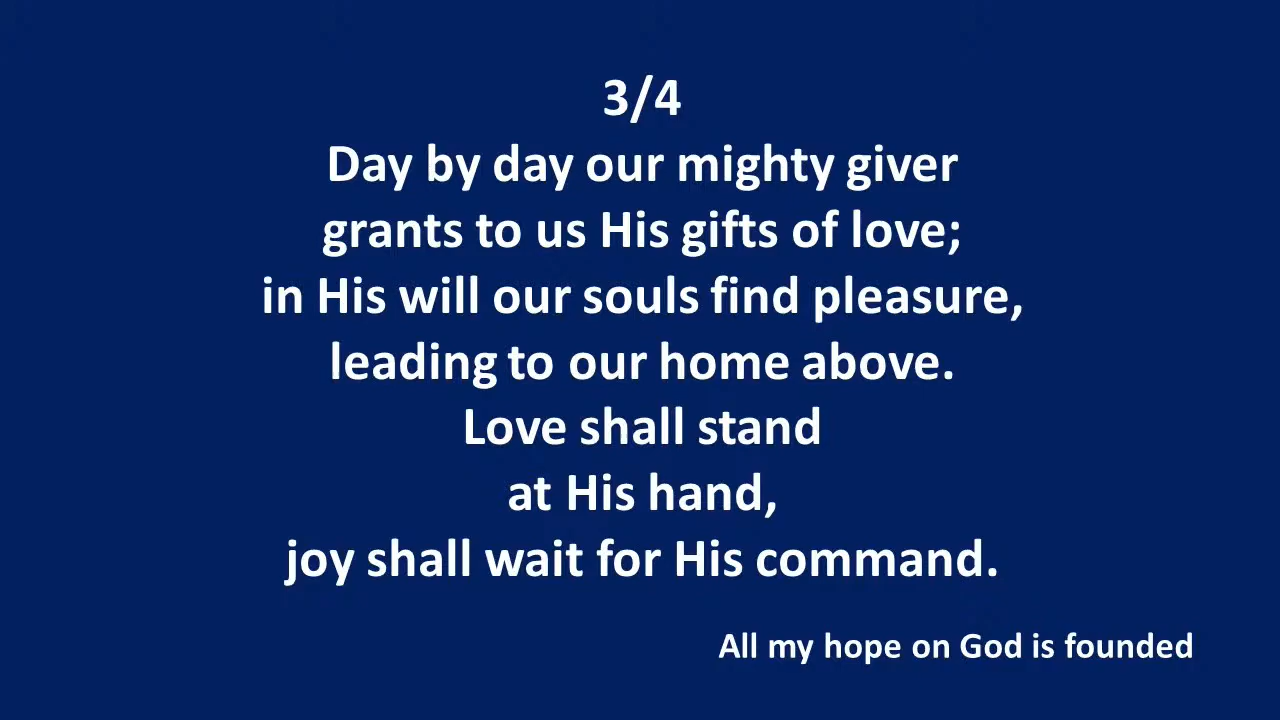 3/4
Day by day our mighty giver
grants to us His gifts of love;
in His will our souls find pleasure,
leading to our home above.
Love shall stand
at His hand,
joy shall wait for His command.
All my hope on God is founded